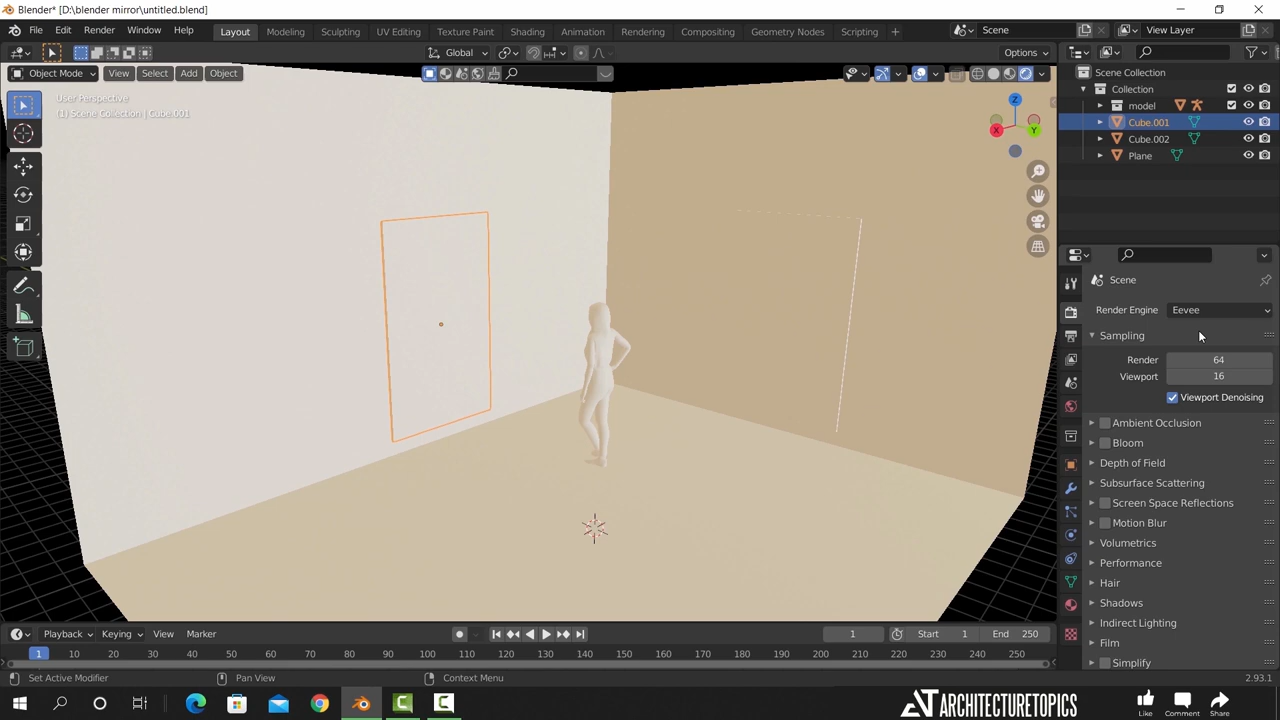 Blender* [D:\blender mirror\untitled.blend]
File Edit Render Window Help
Layout Modeling Sculpting UV Editing Texture Paint Shading Animation Rendering Compositing Geometry Nodes Scripting +
Scene
View Layer
Global
Options
Object Mode View Select Add Object
User Perspective
(1) Scene Collection | Cube.001
Z
X
Y
Scene Collection
Collection
model
Cube.001
Cube.002
Plane
Scene
Render Engine Eevee
Sampling
Render 64
Viewport 16
Viewport Denoising
Ambient Occlusion
Bloom
Depth of Field
Subsurface Scattering
Screen Space Reflections
Motion Blur
Volumetrics
Performance
Hair
Shadows
Indirect Lighting
Film
Simplify
Playback Keying View Marker
1 Start 1 End 250
1 10 20 30 40 50 60 70 80 90 100 110 120 130 140 150 160 170 180 190 200 210 220 230 240 250
Set Active Modifier Pan View Context Menu 2.93.1
ARCHITECTURETOPICS
Like Comment Share